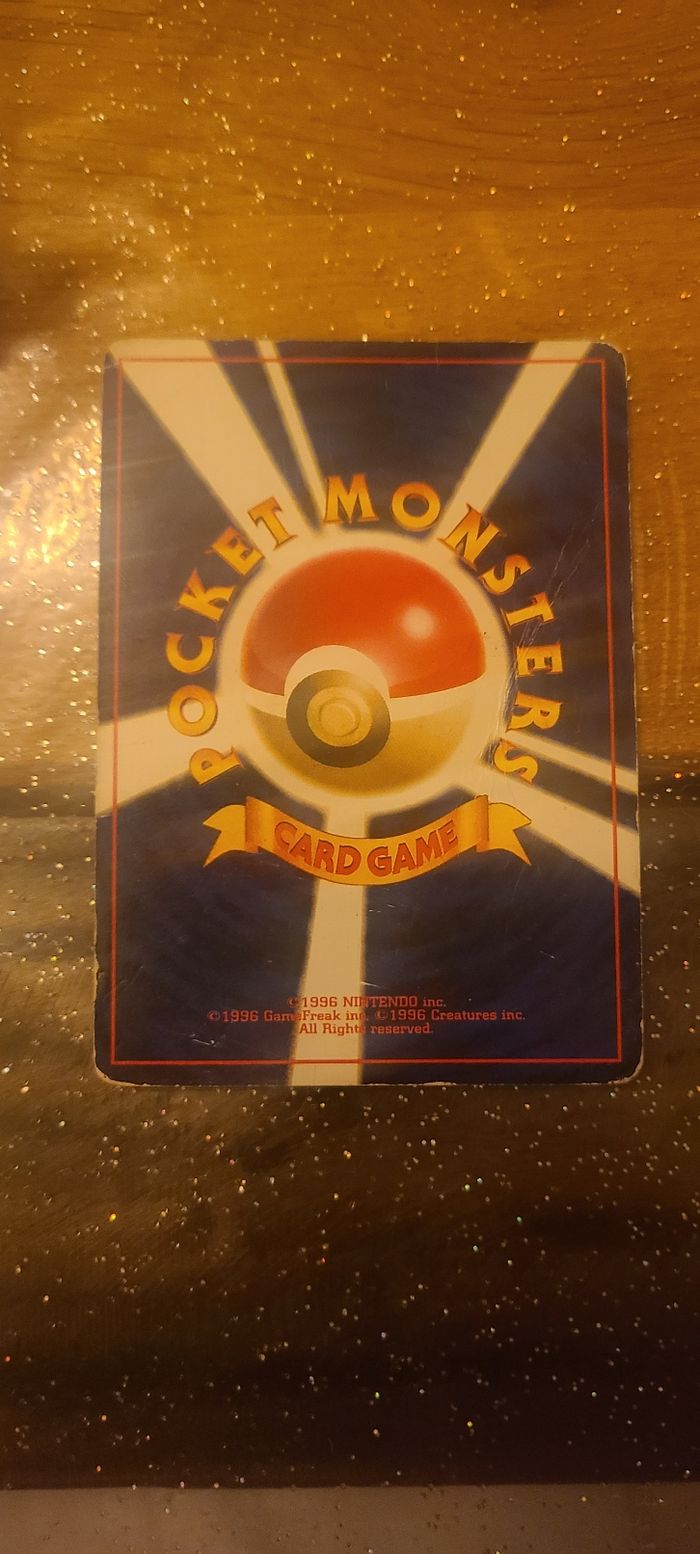 POCKET MONSTERS
CARD GAME
©1996 NINTENDO inc.
©1996 GameFreak inc. ©1996 Creatures inc.
All Rights reserved.